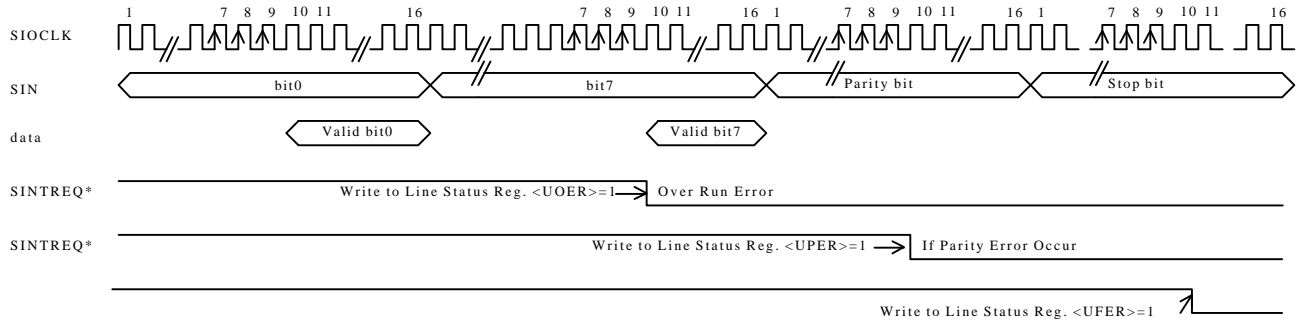 1 7 8 9 10 11 16 7 8 9 10 11 16 7 8 9 10 11 16 1 7 8 9 10 11 16
SIOCLK
SIN bit0 bit7 Parity bit Stop bit
data Valid bit0 Valid bit7
SINTREQ* Write to Line Status Reg. <UOER>=1 Over Run Error
SINTREQ* Write to Line Status Reg. <UPER>=1 If Parity Error Occur
Write to Line Status Reg. <UFER>=1